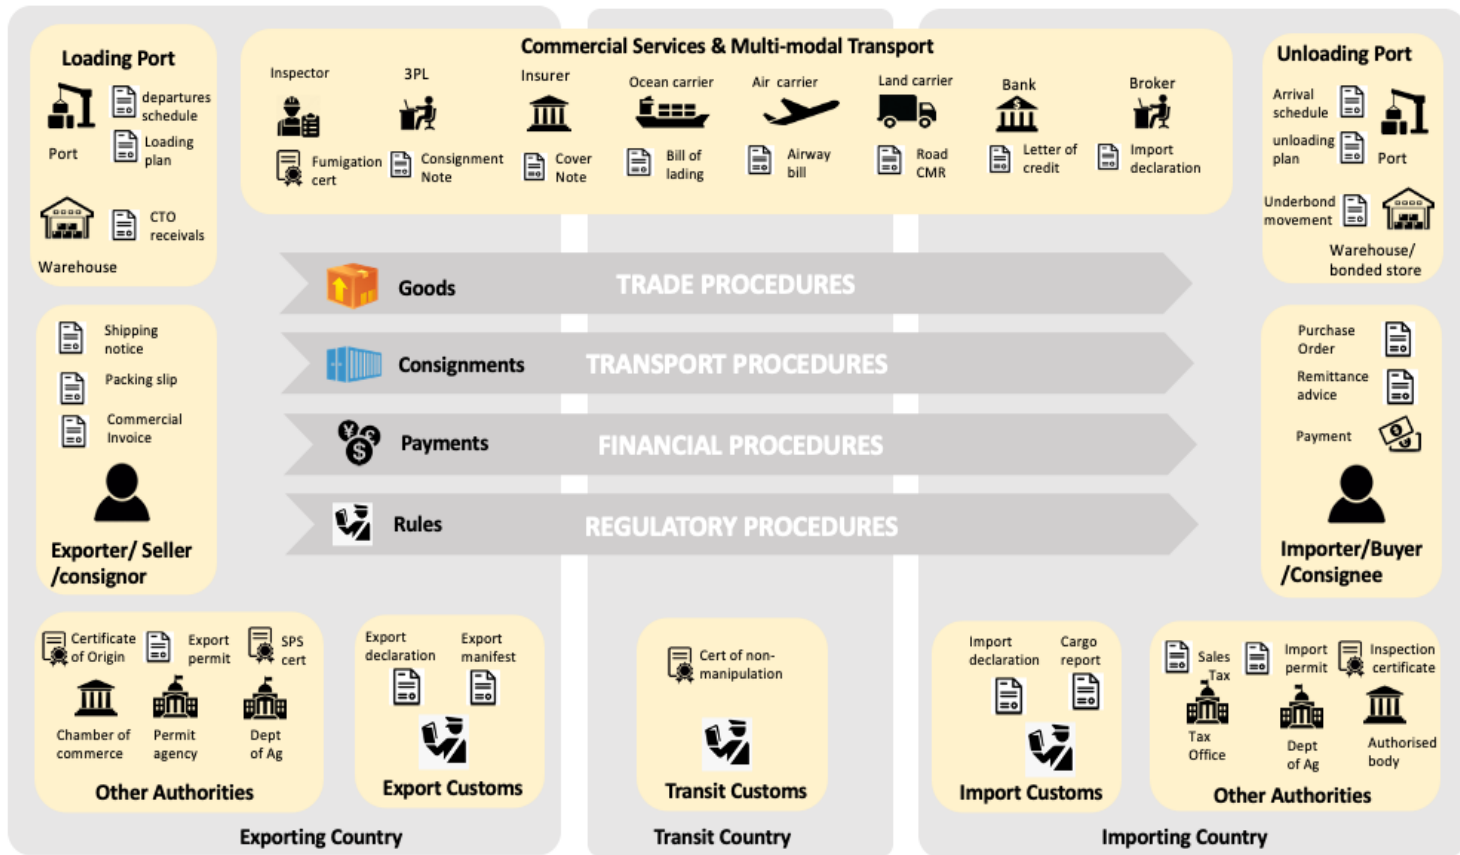 Loading Port
departures
schedule
Loading
plan
Port
CTO
receivals
Warehouse
Commercial Services & Multi-modal Transport
Inspector
3PL
Insurer
Ocean carrier
Air carrier
Land carrier
Bank
Broker
Fumigation
cert
Consignment
Note
Cover
Note
Bill of
lading
Airway
bill
Road
CMR
Letter of
credit
Import
declaration
Unloading Port
Arrival
schedule
unloading
plan
Port
Underbond
movement
Warehouse/
bonded store
Goods
TRADE PROCEDURES
Consignments
TRANSPORT PROCEDURES
Payments
FINANCIAL PROCEDURES
Rules
REGULATORY PROCEDURES
Shipping
notice
Packing slip
Commercial
Invoice
Exporter/ Seller
/consignor
Purchase
Order
Remittance
advice
Payment
Importer/Buyer
/Consignee
Certificate
of Origin
Export
permit
SPS
cert
Chamber of
commerce
Permit
agency
Dept
of Ag
Other Authorities
Export
declaration
Export
manifest
Export Customs
Cert of non-
manipulation
Transit Customs
Import
declaration
Cargo
report
Import Customs
Sales
Tax
Import
permit
Inspection
certificate
Tax
Office
Dept
of Ag
Authorised
body
Other Authorities
Exporting Country
Transit Country
Importing Country